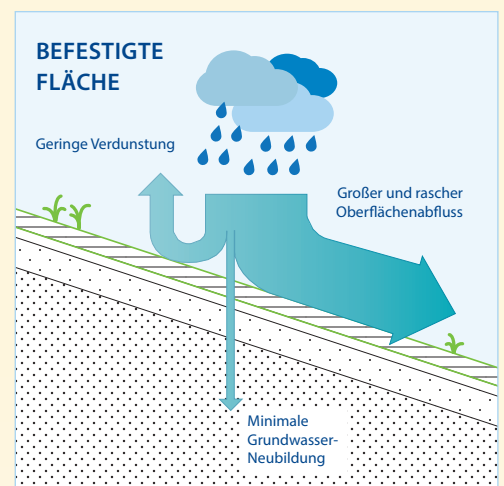 BEFESTIGTE
FLÄCHE
Geringe Verdunstung
Großer und rascher
Oberflächenabfluss
Minimale
Grundwasser-
Neubildung